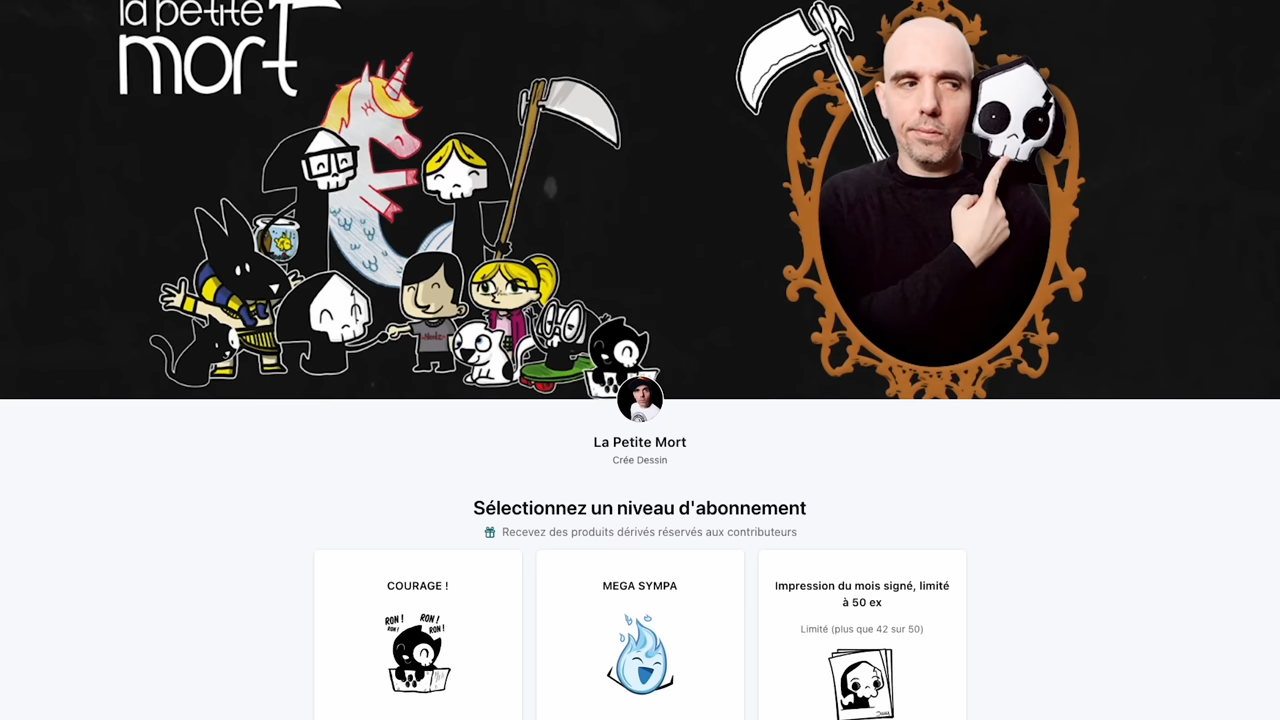 la petite
mort
La Petite Mort
Crée Dessin
Sélectionnez un niveau d'abonnement
Recevez des produits dérivés réservés aux contributeurs
COURAGE !
RON !
RON !
RON !
RON !
MEGA SYMPA
Impression du mois signé, limité
à 50 ex
Limité (plus que 42 sur 50)